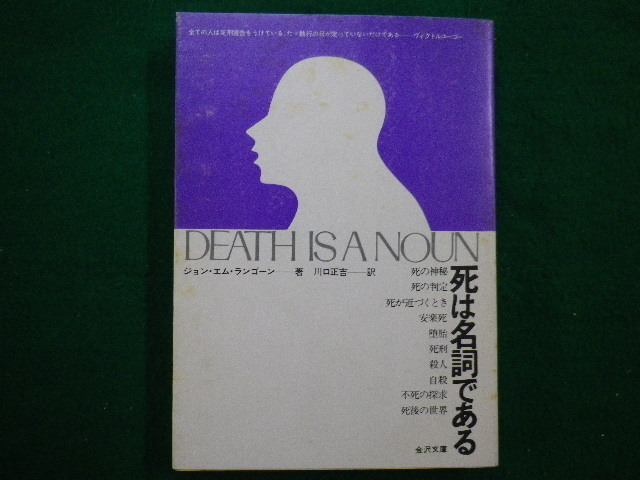 全ての人は死刑宣告をうけている;たゞ執行の日が定っていないだけである——ヴィクトル・ユーゴー
DEATH IS A NOUN
ジョン・エム・ランゴーン——著 川口正吉——訳
死は名詞である
死の神秘
死の判定
死が近づくとき
安楽死
堕胎
死刑
殺人
自殺
不死の探求
死後の世界
金沢文庫